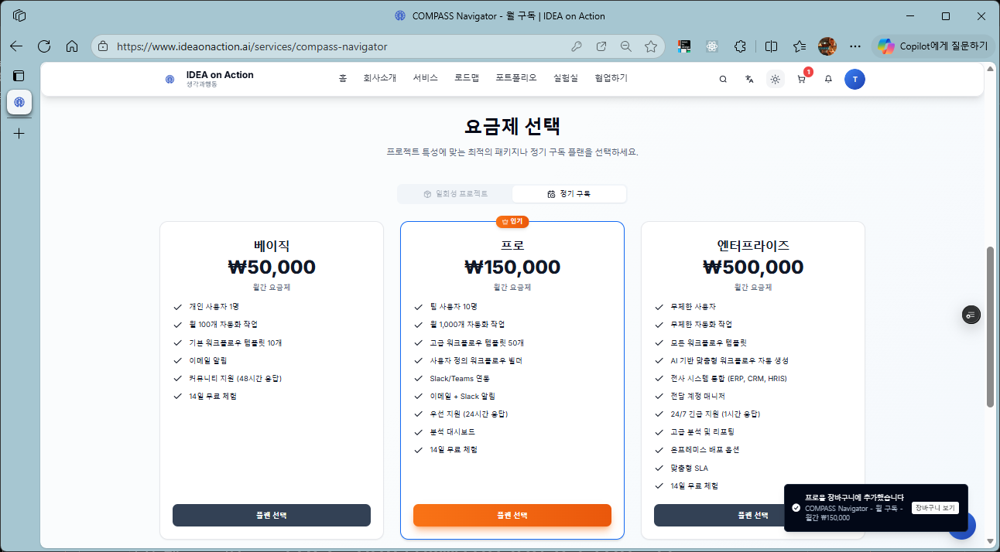 COMPASS Navigator - 월 구독 | IDEA on Action
https://www.ideaonaction.ai/services/compass-navigator
Copilot에게 질문하기
IDEA on Action
생각과행동
홈 회사소개 서비스 로드맵 포트폴리오 실험실 협업하기
1
T
요금제 선택
프로젝트 특성에 맞는 최적의 패키지나 정기 구독 플랜을 선택하세요.
일회성 프로젝트
정기 구독
베이직
₩50,000
월간 요금제
개인 사용자 1명
월 100개 자동화 작업
기본 워크플로우 템플릿 10개
이메일 알림
커뮤니티 지원 (48시간 응답)
14일 무료 체험
플랜 선택
인기
프로
₩150,000
월간 요금제
팀 사용자 10명
월 1,000개 자동화 작업
고급 워크플로우 템플릿 50개
사용자 정의 워크플로우 빌더
Slack/Teams 연동
이메일 + Slack 알림
우선 지원 (24시간 응답)
분석 대시보드
14일 무료 체험
플랜 선택
엔터프라이즈
₩500,000
월간 요금제
무제한 사용자
무제한 자동화 작업
모든 워크플로우 템플릿
AI 기반 맞춤형 워크플로우 자동 생성
전사 시스템 통합 (ERP, CRM, HRIS)
전담 계정 매니저
24/7 긴급 지원 (1시간 응답)
고급 분석 및 리포팅
온프레미스 배포 옵션
맞춤형 SLA
14일 무료 체험
플랜 선택
프로을 장바구니에 추가했습니다
COMPASS Navigator - 월 구독 -
월간 ₩150,000
장바구니 보기